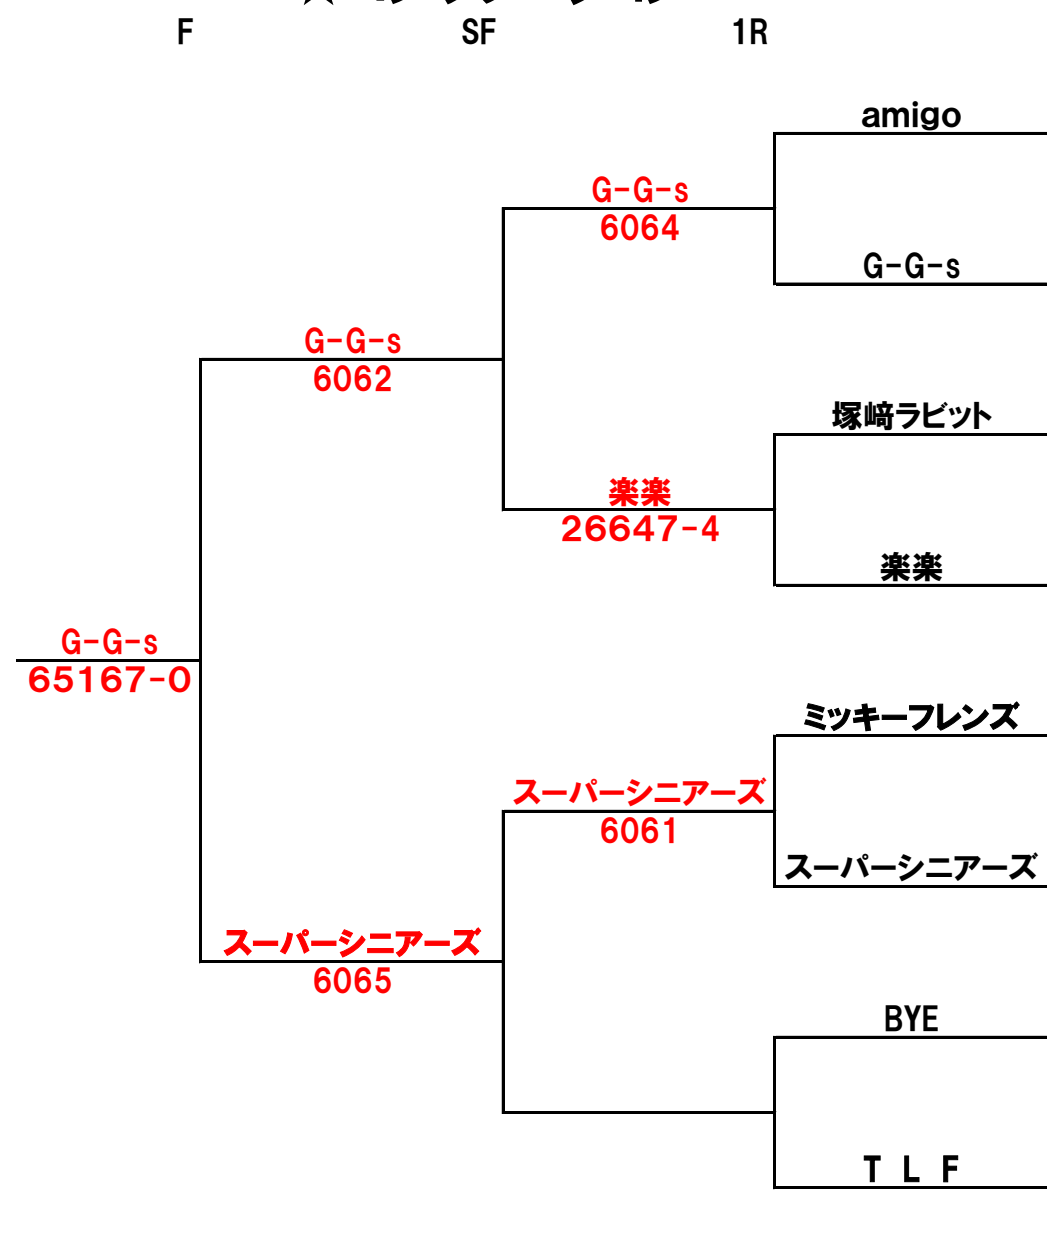 F SF 1R
amigo
G-G-s
6064
G-G-s
G-G-s
6062
塚﨑ラビット
楽楽
26647-4
楽楽
G-G-s
65167-0
ミッキーフレンズ
スーパーシニアーズ
6061
スーパーシニアーズ
スーパーシニアーズ
6065
BYE
T L F